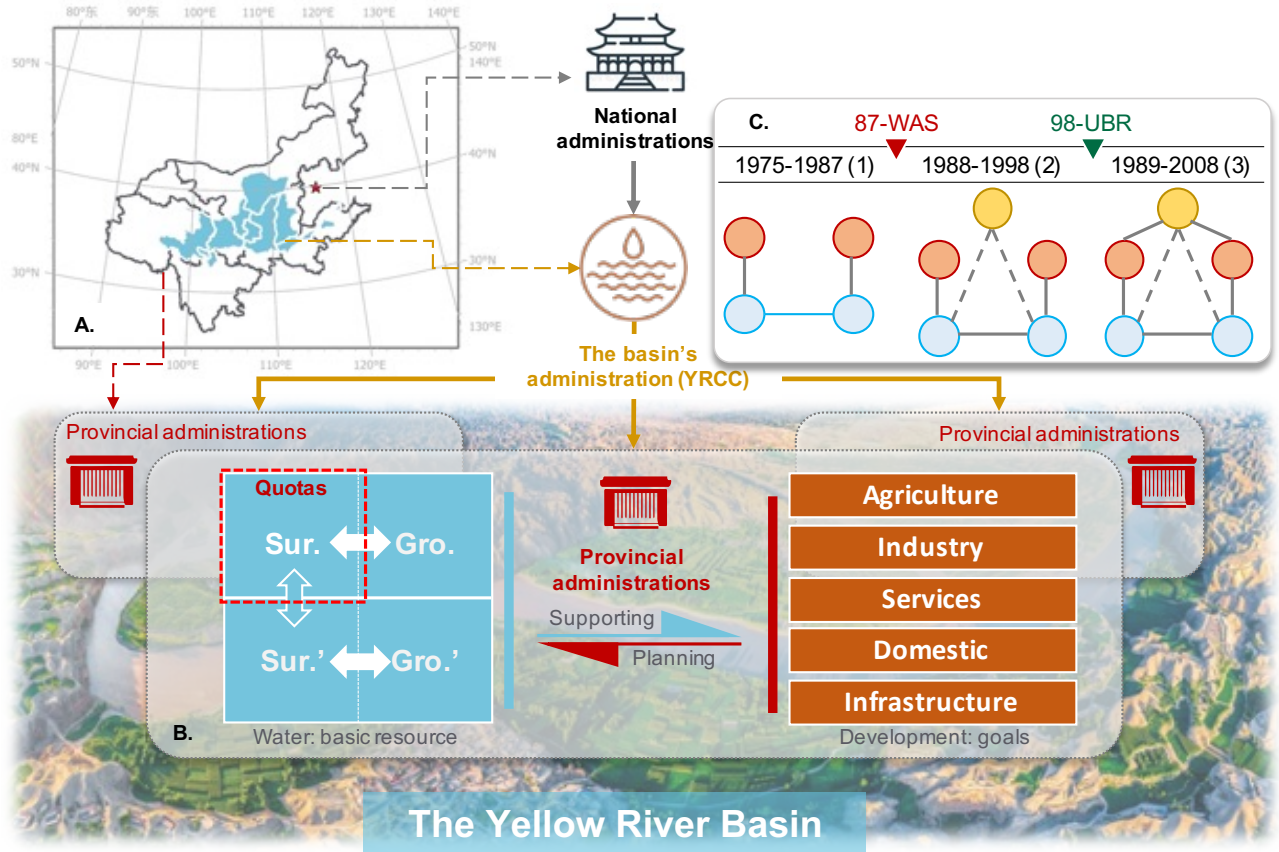 80°东
90°E
100°E
110°E
120°E
130°E
140°E
50°N
50°N
140°E
80°E
40°N
40°N
30°N
30°N
130°E
90°E
100°E
110°E
120°E
A.
National
administrations
The basin's
administration (YRCC)
C.
87-WAS
98-UBR
1975-1987 (1)
1988-1998 (2)
1989-2008 (3)
Provincial administrations
Provincial administrations
Quotas
Sur.
Gro.
Sur.’
Gro.’
B.
Water: basic resource
Provincial
administrations
Supporting
Planning
Agriculture
Industry
Services
Domestic
Infrastructure
Development: goals
The Yellow River Basin